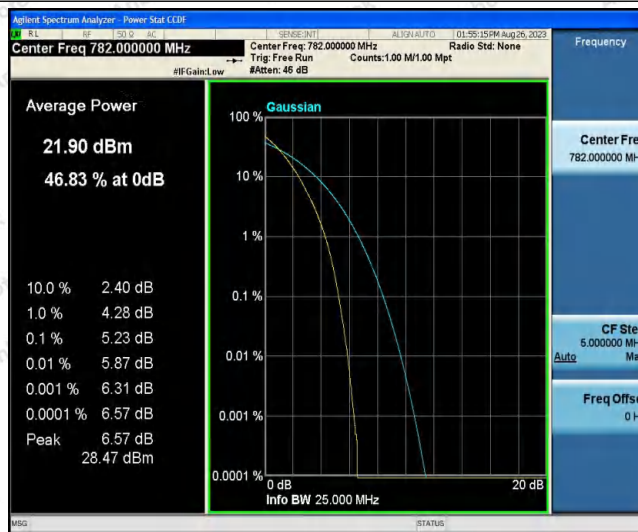 Agilent Spectrum Analyzer - Power Stat CCDF
RL RF 50 Ω AC SENSE:INT ALIGN AUTO 01:55:15 PM Aug 26, 2023
Center Freq 782.000000 MHz
Center Freq: 782.000000 MHz Radio Std: None
Trig: Free Run Counts:1.00 M/1.00 Mpt
#IFGain:Low #Atten: 46 dB
Frequency
Average Power
21.90 dBm
46.83 % at 0dB
10.0 % 2.40 dB
1.0 % 4.28 dB
0.1 % 5.23 dB
0.01 % 5.87 dB
0.001 % 6.31 dB
0.0001 % 6.57 dB
Peak 6.57 dB
28.47 dBm
Gaussian
100 %
10 %
1 %
0.1 %
0.01 %
0.001 %
0.0001 %
0 dB 20 dB
Info BW 25.000 MHz
Center Fre
782.000000 MH
CF Ste
5.000000 MH
Auto Ma
Freq Offse
0 H
MSG STATUS